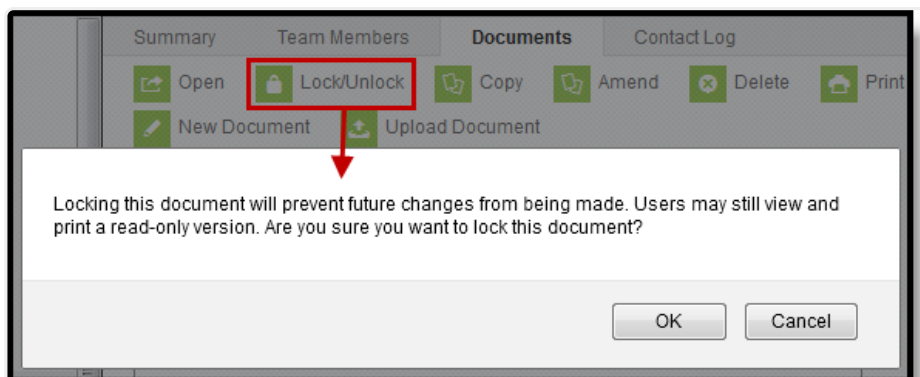 Summary Team Members Documents Contact Log
Open Lock/Unlock Copy Amend Delete Print
New Document Upload Document
Locking this document will prevent future changes from being made. Users may still view and
print a read-only version. Are you sure you want to lock this document?
OK Cancel